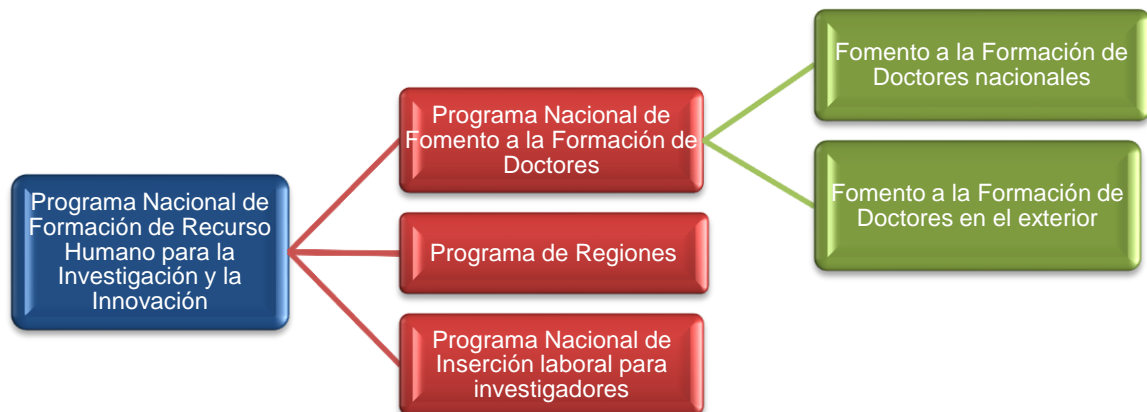 Programa Nacional de
Formación de Recurso
Humano para la
Investigación y la
Innovación
Programa Nacional de
Fomento a la Formación de
Doctores
Programa de Regiones
Programa Nacional de
Inserción laboral para
investigadores
Fomento a la Formación de
Doctores nacionales
Fomento a la Formación de
Doctores en el exterior